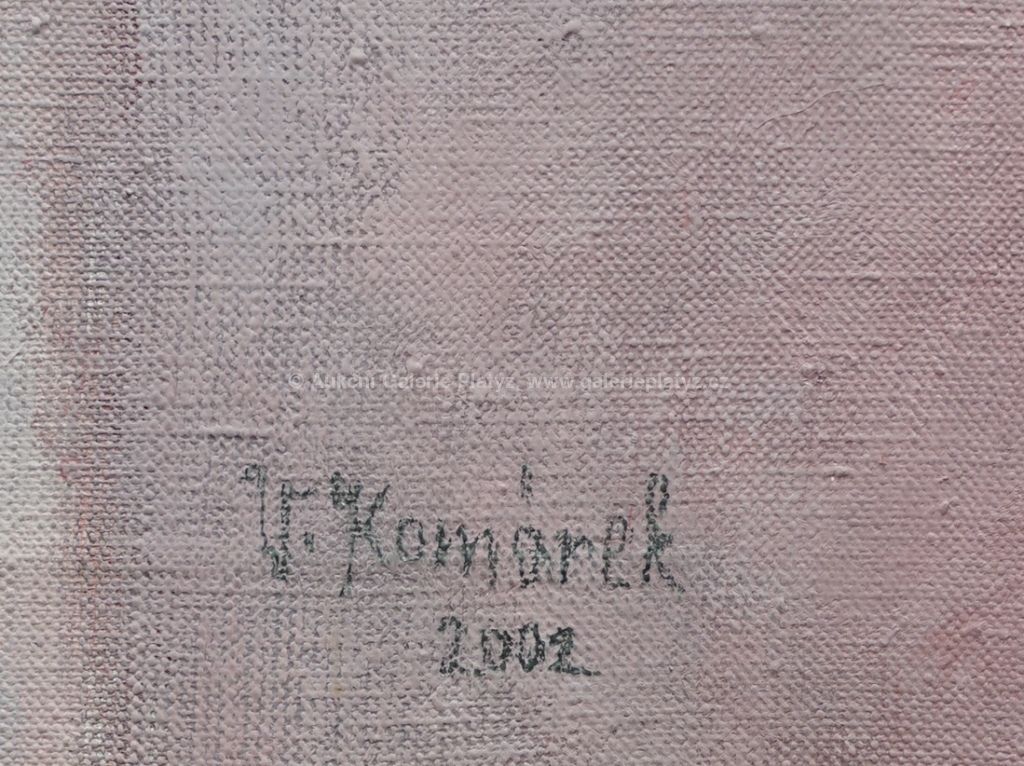 © Aukční Galerie Platýz, www.galerieplatyz.cz
V. Komárek
2002